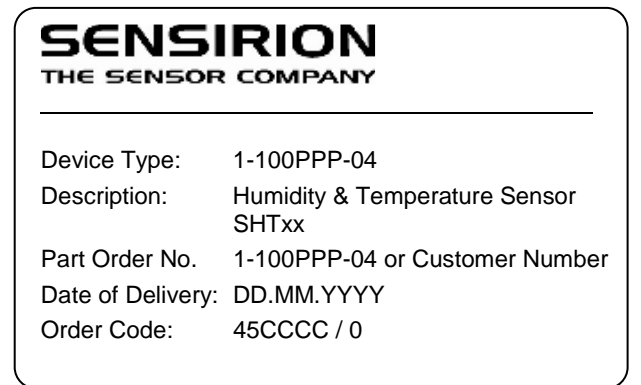 SENSIRION
THE SENSOR COMPANY
Device Type: 1-100PPP-04
Description: Humidity & Temperature Sensor
SHTxx
Part Order No. 1-100PPP-04 or Customer Number
Date of Delivery: DD.MM.YYYY
Order Code: 45CCCC / 0